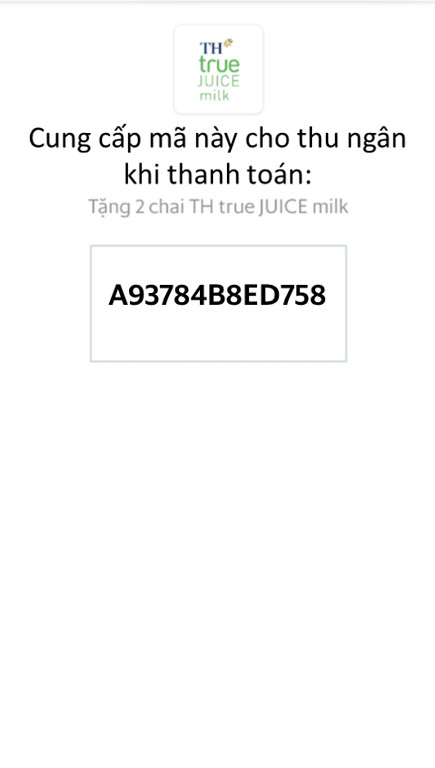 TH
true
JUICE
milk
Cung cấp mã này cho thu ngân
khi thanh toán:
Tặng 2 chai TH true JUICE milk
A93784B8ED758